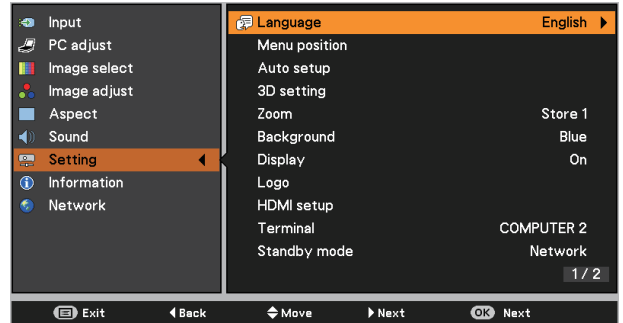 Input
PC adjust
Image select
Image adjust
Aspect
Sound
Setting
Information
Network
Language English
Menu position
Auto setup
3D setting
Zoom Store 1
Background Blue
Display On
Logo
HDMI setup
Terminal COMPUTER 2
Standby mode Network
1/ 2
Exit Back Move Next OK Next